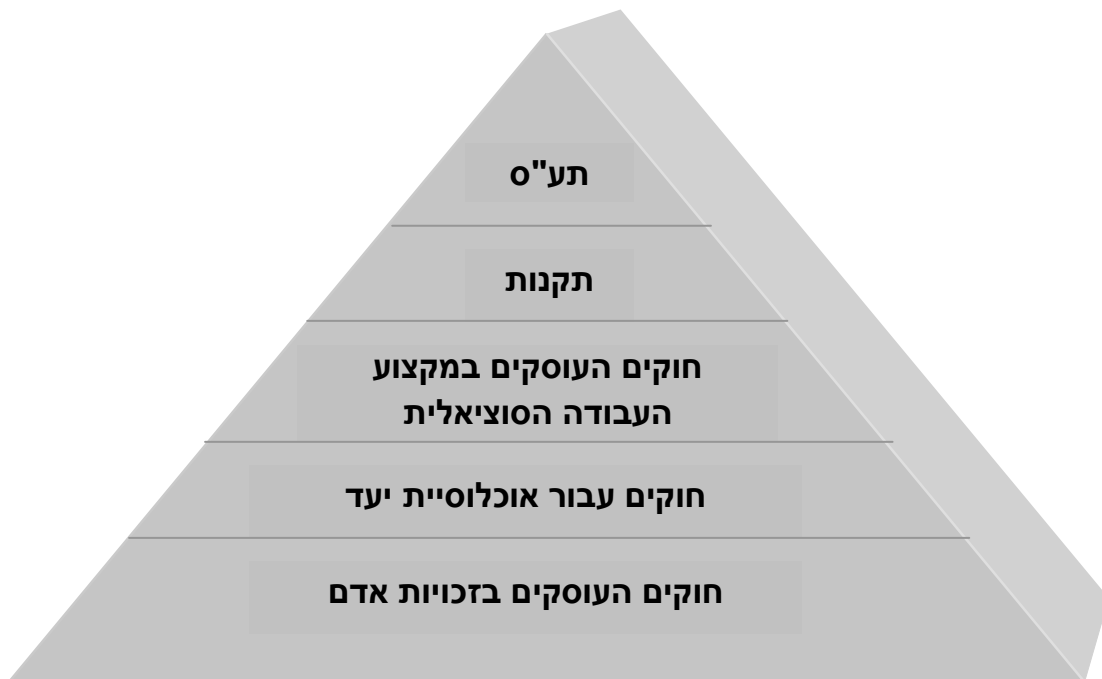 תע"ס
תקנות
חוקים העוסקים במקצוע
העבודה הסוציאלית
חוקים עבור אוכלוסיית יעד
חוקים העוסקים בזכויות אדם